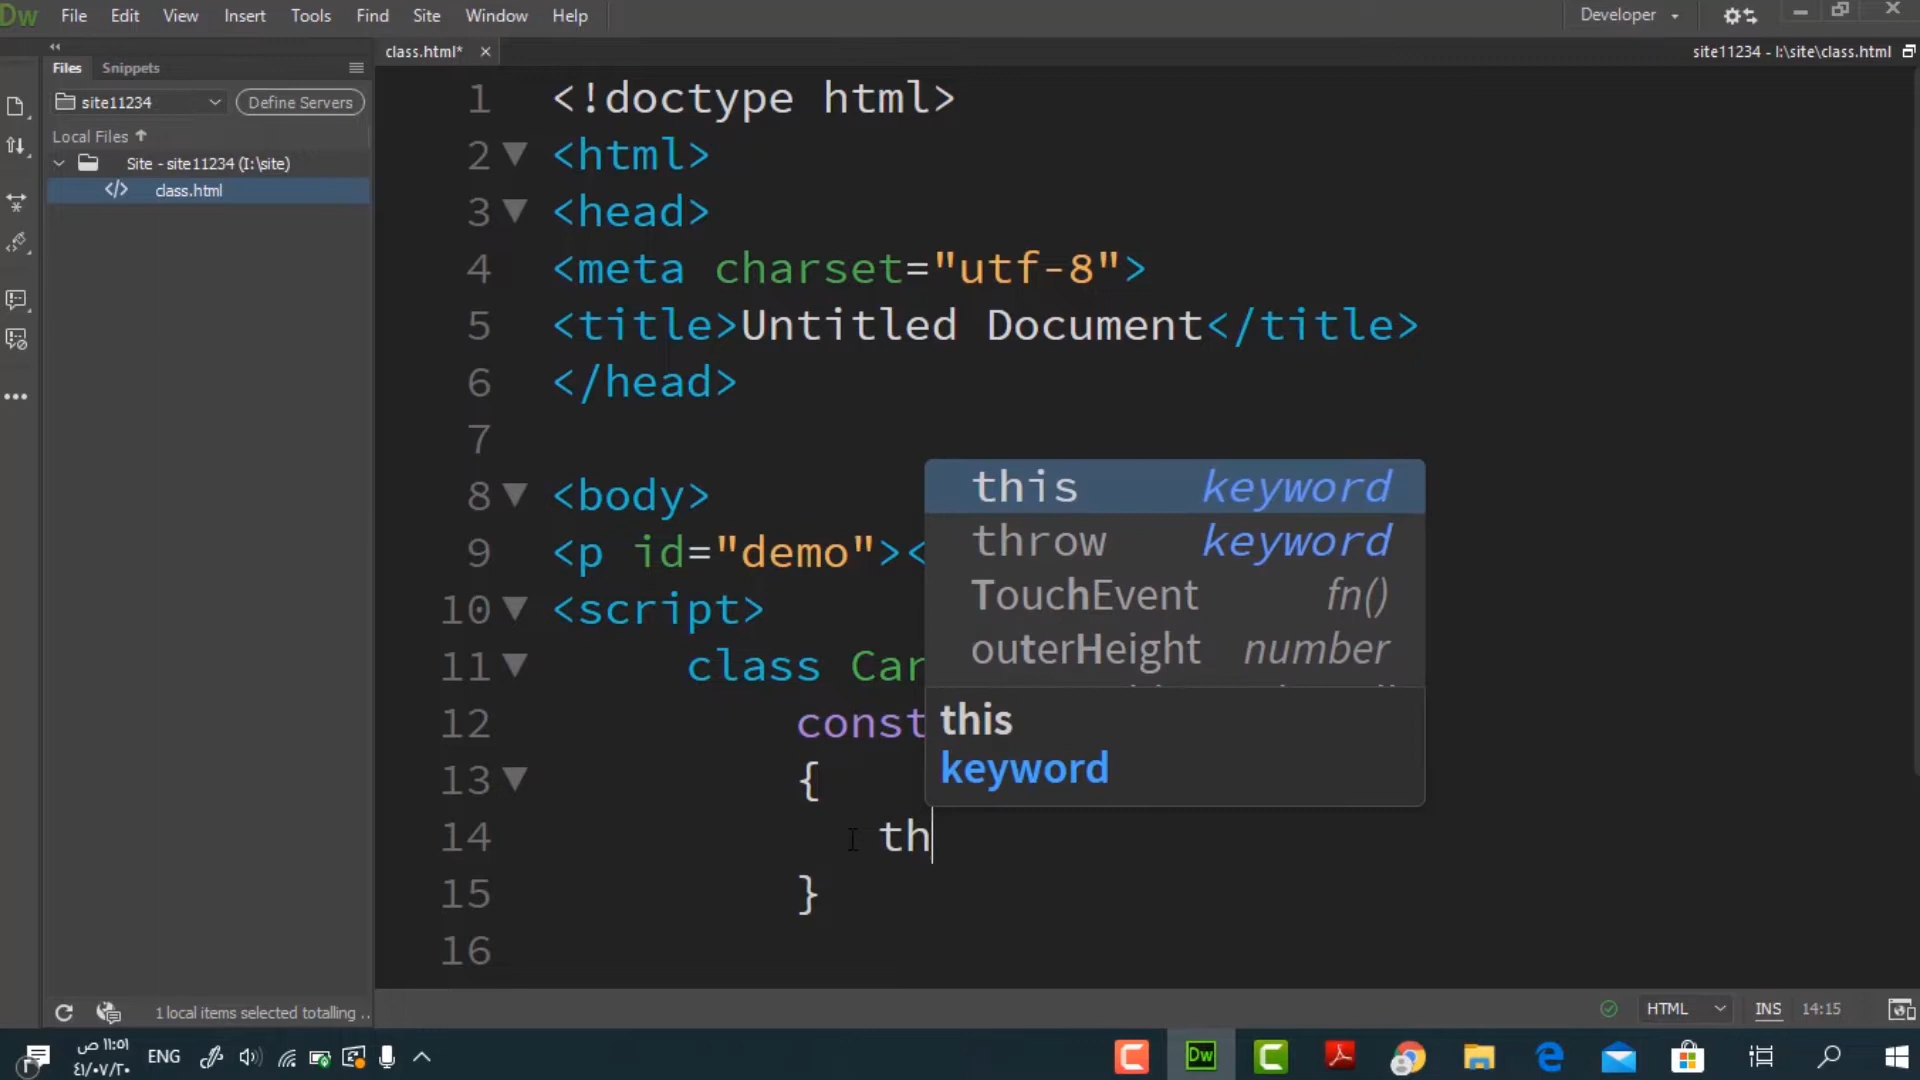 Dw File Edit View Insert Tools Find Site Window Help Developer
Files Snippets
class.html*
site11234 - I:\site\class.html
site11234 Define Servers
Local Files
Site - site11234 (I:\site)
class.html
1 <!doctype html>
2 <html>
3 <head>
4 <meta charset="utf-8">
5 <title>Untitled Document</title>
6 </head>
7
8 <body>
9 <p id="demo"><
10 <script>
11 class Car
12 const
13 {
14 th
15 }
16
this keyword
throw keyword
TouchEvent fn()
outerHeight number
this
keyword
1 local items selected totalling ..
HTML INS 14:15
١١:٥١ ص
ENG
Dw